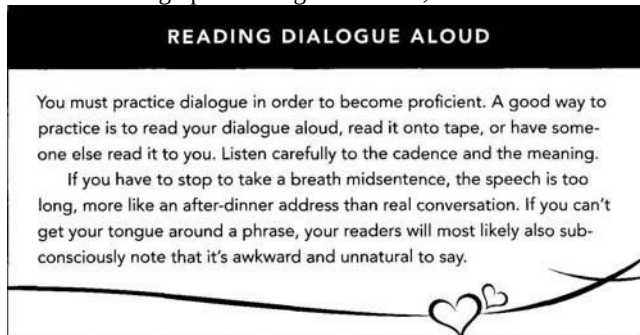 READING DIALOGUE ALOUD
You must practice dialogue in order to become proficient. A good way to
practice is to read your dialogue aloud, read it onto tape, or have some-
one else read it to you. Listen carefully to the cadence and the meaning.
If you have to stop to take a breath midsentence, the speech is too
long, more like an after-dinner address than real conversation. If you can't
get your tongue around a phrase, your readers will most likely also sub-
consciously note that it's awkward and unnatural to say.